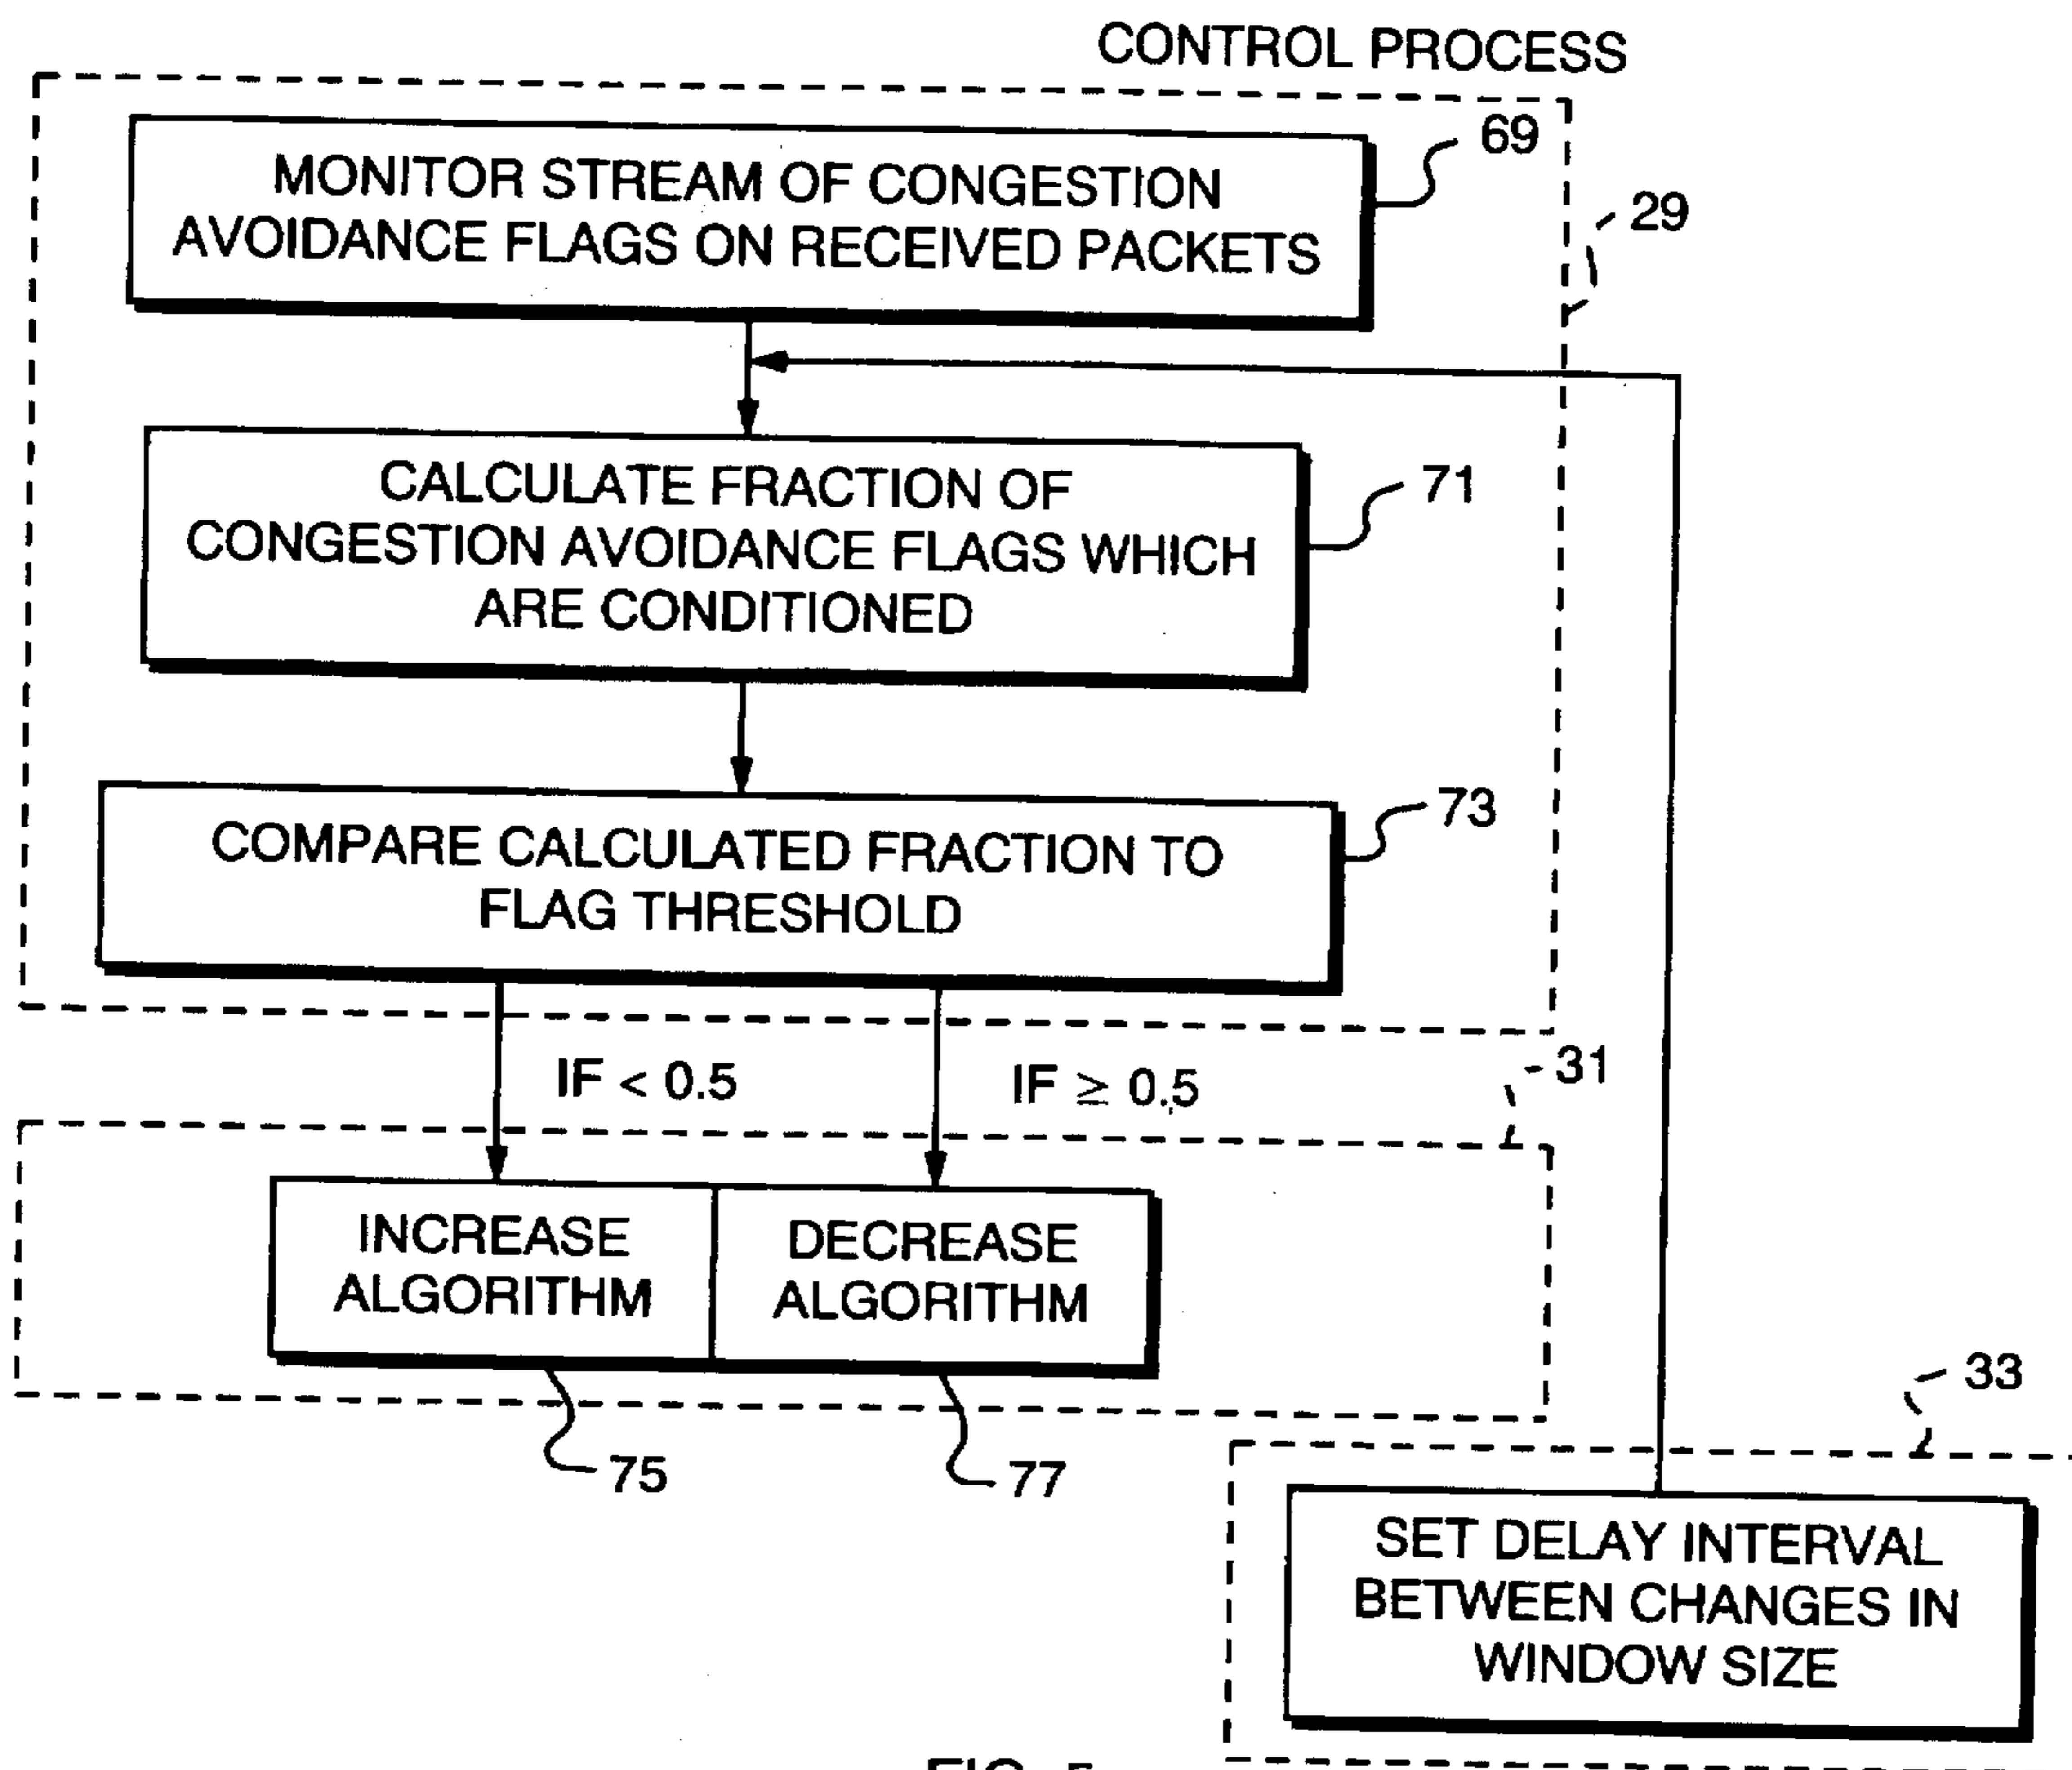 CONTROL PROCESS
MONITOR STREAM OF CONGESTION
AVOIDANCE FLAGS ON RECEIVED PACKETS
69
29
CALCULATE FRACTION OF
CONGESTION AVOIDANCE FLAGS WHICH
ARE CONDITIONED
71
COMPARE CALCULATED FRACTION TO
FLAG THRESHOLD
73
IF < 0.5
IF ≥ 0.5
31
INCREASE
ALGORITHM
DECREASE
ALGORITHM
75
77
33
SET DELAY INTERVAL
BETWEEN CHANGES IN
WINDOW SIZE